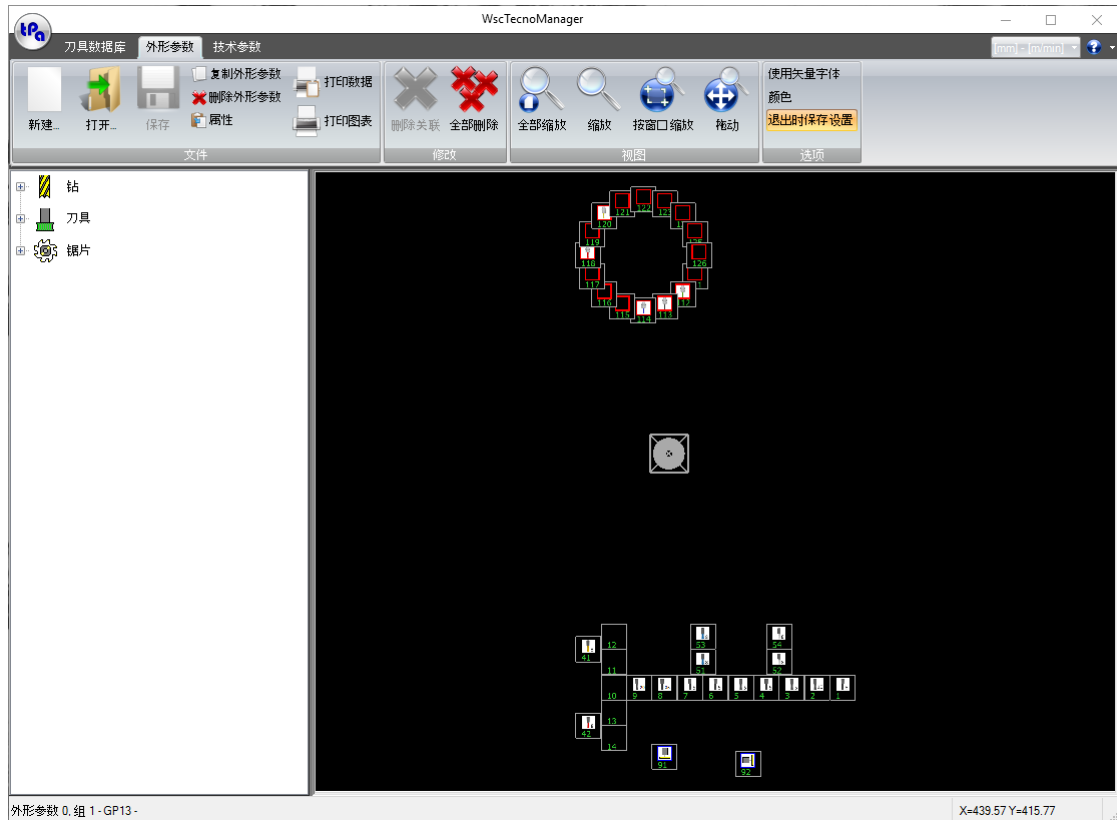 WscTecnoManager
tPa
刀具数据库 外形参数 技术参数 [mm] - [m/min]
新建... 打开... 保存
复制外形参数
删除外形参数
属性
打印数据
打印图表
文件
删除关联 全部删除
修改
全部缩放 缩放 按窗口缩放 拖动
视图
使用矢量字体
颜色
退出时保存设置
选项
钻
刀具
锯片
122
121 123
120
119
118 126
117
116 112
115 113
114
12 53 54
41
11 51 52
10 9 8 7 6 5 4 3 2 1
13
42
14
91 92
外形参数 0, 组 1 - GP13 - X=439.57 Y=415.77